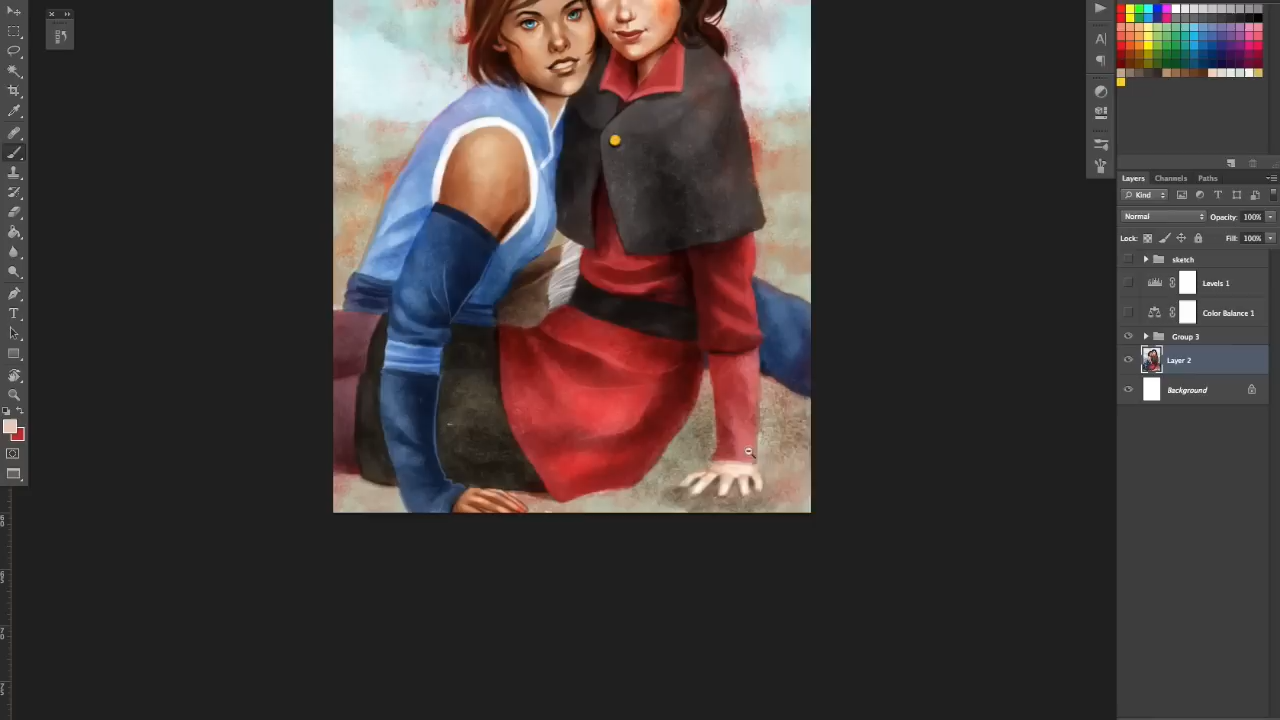 Layers Channels Paths
Kind
Normal Opacity: 100%
Lock: Fill: 100%
sketch
Levels 1
Color Balance 1
Group 3
Layer 2
Background